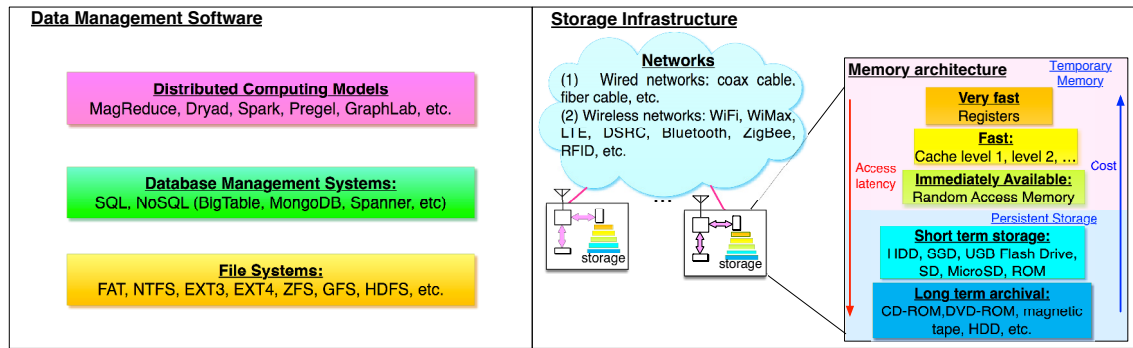 Data Management Software
Distributed Computing Models
MagReduce, Dryad, Spark, Pregel, GraphLab, etc.
Database Management Systems:
SQL, NoSQL (BigTable, MongoDB, Spanner, etc)
File Systems:
FAT, NTFS, EXT3, EXT4, ZFS, GFS, HDFS, etc.
Storage Infrastructure
Networks
(1) Wired networks: coax cable.
fiber cable, etc.
(2) Wireless networks: WiFi, WiMax,
LTE, DSRC, Bluetooth, ZigBee,
RFID, etc.
...
storage
storage
Memory architecture
Temporary
Memory
Very fast
Registers
Fast:
Cache level 1, level 2, ...
Access
latency
Cost
Immediately Available:
Random Access Memory
Persistent Storage
Short term storage:
HDD, SSD, USB Flash Drive,
SD, MicroSD, ROM
Long term archival:
CD-ROM,DVD-ROM, magnetic
tape, HDD, etc.